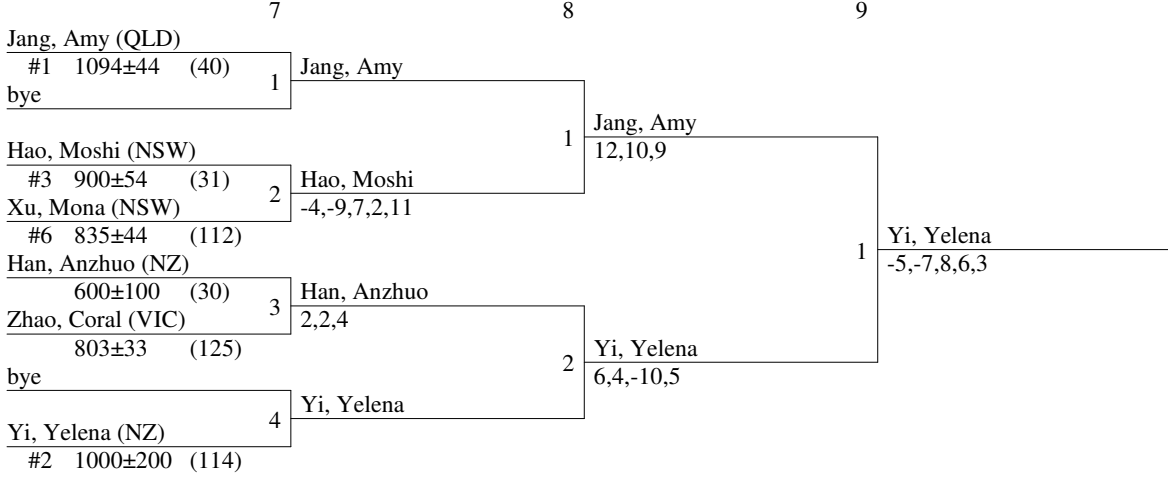 7 8 9
Jang, Amy (QLD)
#1 1094±44 (40)
1 Jang, Amy
bye
1 Jang, Amy
12,10,9
Hao, Moshi (NSW)
#3 900±54 (31)
2 Hao, Moshi
-4,-9,7,2,11
Xu, Mona (NSW)
#6 835±44 (112)
1 Yi, Yelena
-5,-7,8,6,3
Han, Anzhuo (NZ)
600±100 (30)
3 Han, Anzhuo
2,2,4
Zhao, Coral (VIC)
803±33 (125)
2 Yi, Yelena
6,4,-10,5
bye
4 Yi, Yelena
Yi, Yelena (NZ)
#2 1000±200 (114)